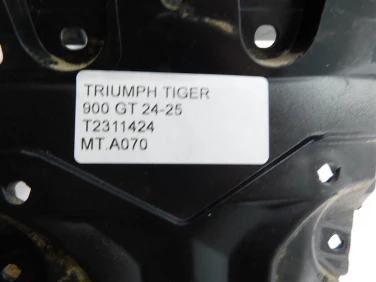 TRIUMPH TIGER
900 GT 24-25
T2311424
MT.A070